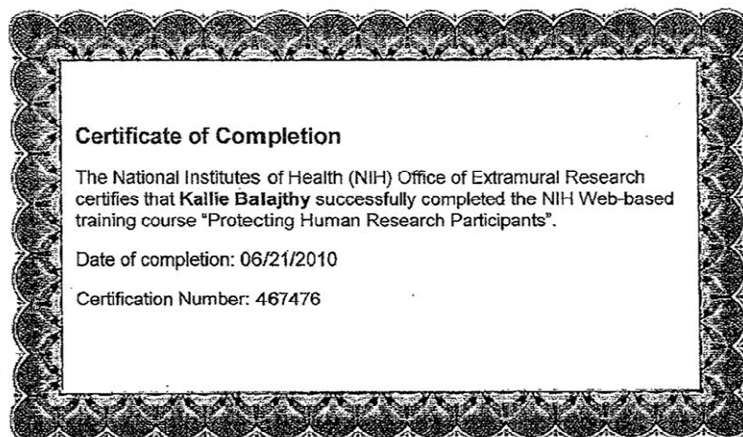 Certificate of Completion
The National Institutes of Health (NIH) Office of Extramural Research
certifies that Kallie Balajthy successfully completed the NIH Web-based
training course “Protecting Human Research Participants”.
Date of completion: 06/21/2010
Certification Number: 467476